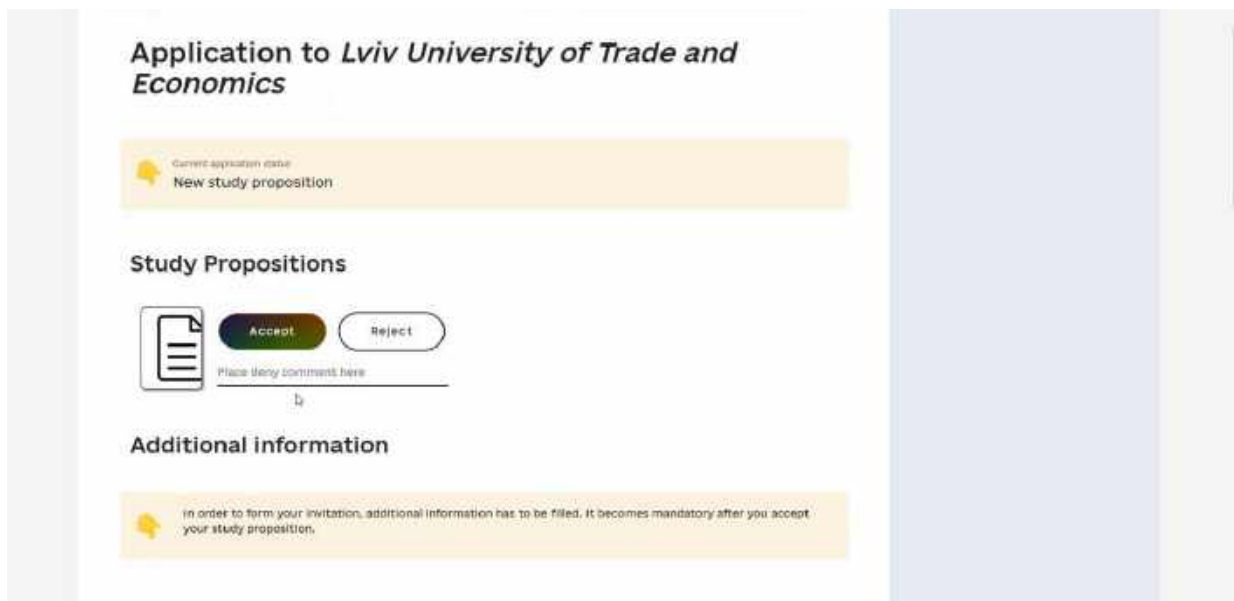 Application to Lviv University of Trade and
Economics
Current application status
New study proposition
Study Propositions
Accept
Reject
Place deny comment here
Additional information
In order to form your invitation, additional information has to be filled. It becomes mandatory after you accept
your study proposition.